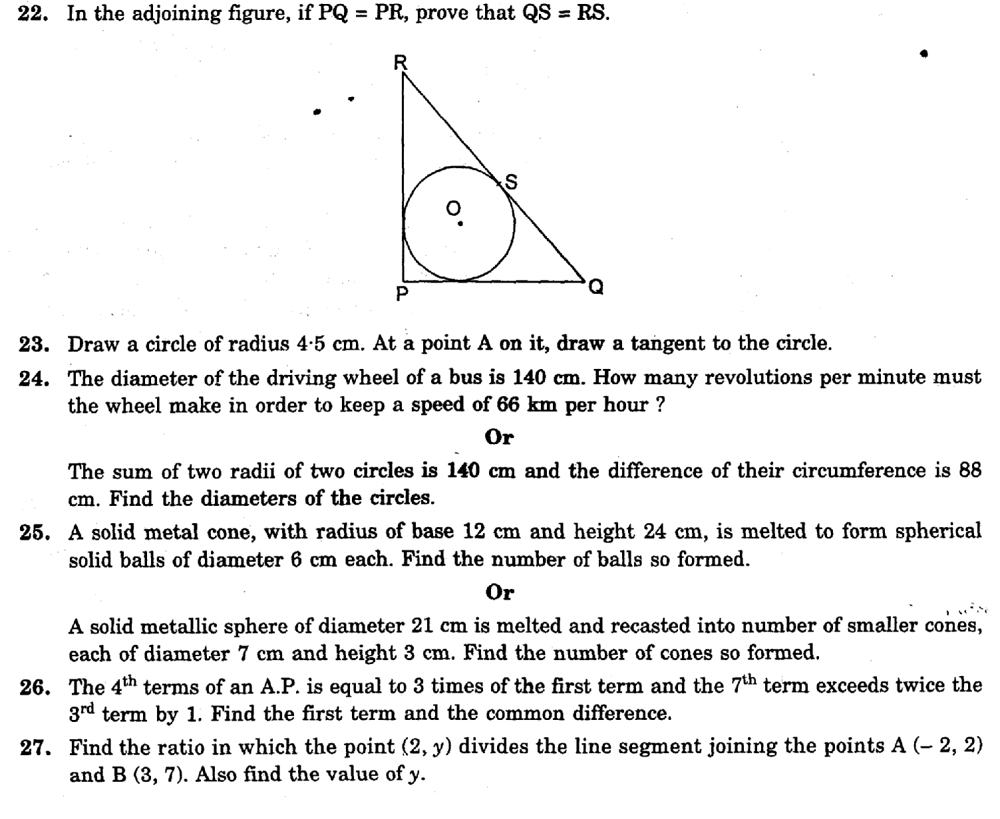 22. In the adjoining figure, if PQ = PR, prove that QS = RS.
R
S
O
P
Q
23. Draw a circle of radius 4·5 cm. At a point A on it, draw a tangent to the circle.
24. The diameter of the driving wheel of a bus is 140 cm. How many revolutions per minute must
the wheel make in order to keep a speed of 66 km per hour ?
Or
The sum of two radii of two circles is 140 cm and the difference of their circumference is 88
cm. Find the diameters of the circles.
25. A solid metal cone, with radius of base 12 cm and height 24 cm, is melted to form spherical
solid balls of diameter 6 cm each. Find the number of balls so formed.
Or
A solid metallic sphere of diameter 21 cm is melted and recasted into number of smaller cones,
each of diameter 7 cm and height 3 cm. Find the number of cones so formed.
26. The 4th terms of an A.P. is equal to 3 times of the first term and the 7th term exceeds twice the
3rd term by 1. Find the first term and the common difference.
27. Find the ratio in which the point (2, y) divides the line segment joining the points A (– 2, 2)
and B (3, 7). Also find the value of y.